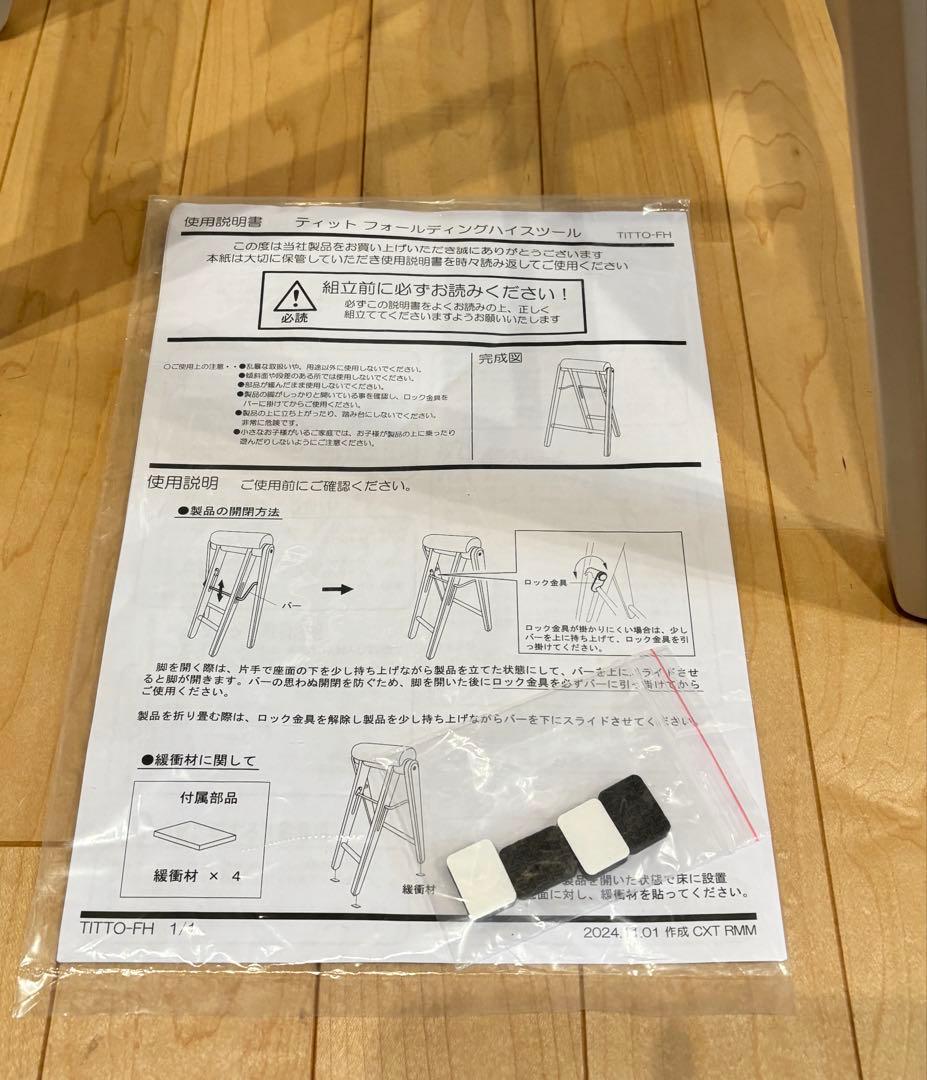 使用説明書 ティット フォールディングハイスツール TITTO-FH
この度は当社製品をお買い上げいただき誠にありがとうございます
本紙は大切に保管していただき使用説明書を時々読み返してご使用ください
組立前に必ずお読みください！
必読
必ずこの説明書をよくお読みの上、正しく
組立ててくださいますようお願いいたします
○ご使用上の注意・・●乱暴な取扱いや、用途以外に使用しないでください。
●傾斜面や段差のある所では使用しないでください。
●部品が緩んだまま使用しないでください。
●製品の脚がしっかりと開いている事を確認し、ロック金具を
バーに掛けてからご使用ください。
●製品の上に立ち上がったり、踏み台にしないでください。
非常に危険です。
●小さなお子様がいるご家庭では、お子様が製品の上に乗ったり
遊んだりしないようにご注意ください。
完成図
使用説明 ご使用前にご確認ください。
●製品の開閉方法
バー
ロック金具
ロック金具が掛かりにくい場合は、少し
バーを上に持ち上げて、ロック金具を引
っ掛けてください。
脚を開く際は、片手で座面の下を少し持ち上げながら製品を立てた状態にして、バーを上にスライドさせ
ると脚が開きます。バーの思わぬ開閉を防ぐため、脚を開いた後にロック金具を必ずバーに引っ掛けてから
ご使用ください。
製品を折り畳む際は、ロック金具を解除し製品を少し持ち上げながらバーを下にスライドさせてください。
●緩衝材に関して
付属部品
緩衝材 × 4
緩衝材
製品を開いた状態で床に設置
面に対し、緩衝材を貼ってください。
TITTO-FH 1/1
2024.11.01 作成 CXT RMM